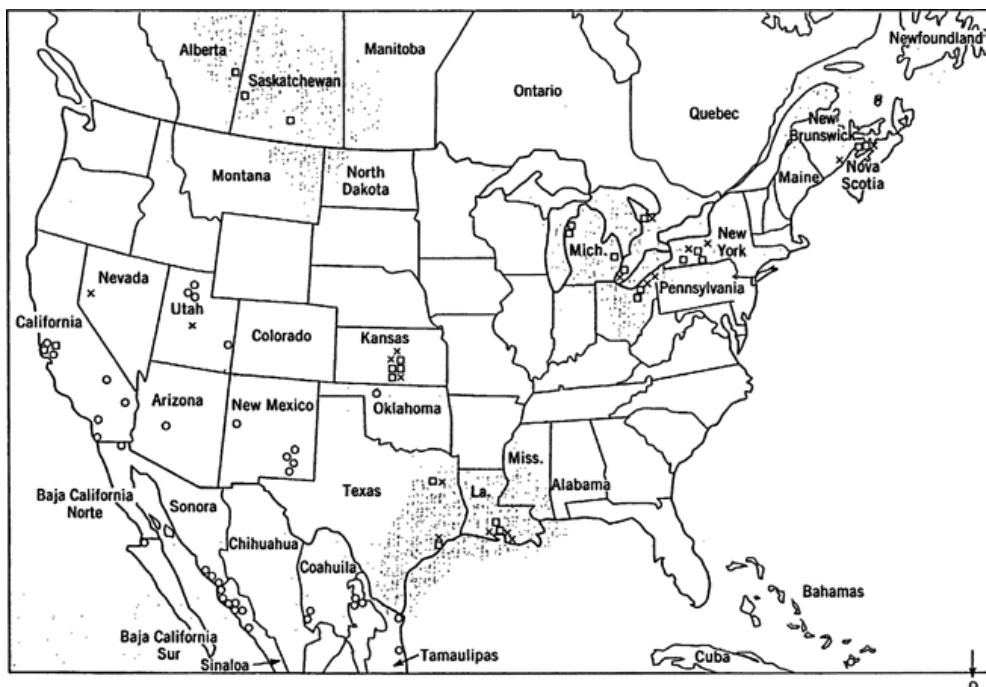 Newfoundland
Alberta
Manitoba
Saskatchewan
Ontario
Quebec
New
Brunswick
Nova
Scotia
Maine
Montana
North
Dakota
New
York
Mich.
Pennsylvania
Nevada
Utah
California
Colorado
Kansas
Arizona
New Mexico
Oklahoma
Miss.
Texas
La.
Alabama
Baja California
Norte
Sonora
Chihuahua
Coahuila
Bahamas
Baja California
Sur
Sinaloa
Tamaulipas
Cuba